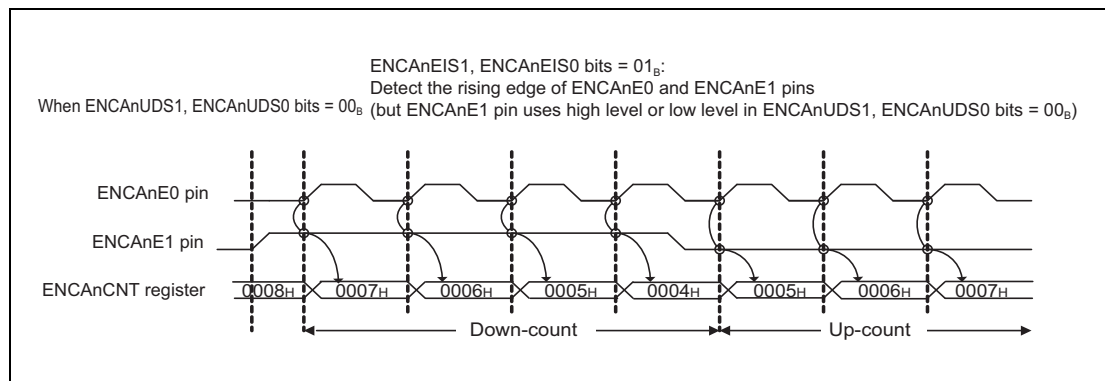 ENCAnEIS1, ENCAnEIS0 bits = 01B:
Detect the rising edge of ENCAnE0 and ENCAnE1 pins
When ENCAnUDS1, ENCAnUDS0 bits = 00B (but ENCAnE1 pin uses high level or low level in ENCAnUDS1, ENCAnUDS0 bits = 00B)
ENCAnE0 pin
ENCAnE1 pin
ENCAnCNT register 0008H 0007H 0006H 0005H 0004H 0005H 0006H 0007H
Down-count Up-count